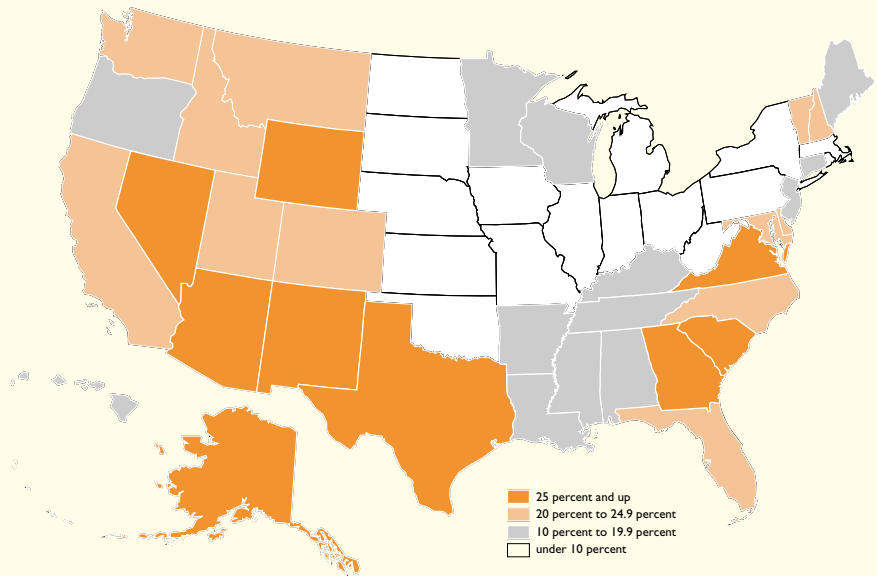 25 percent and up
20 percent to 24.9 percent
10 percent to 19.9 percent
under 10 percent